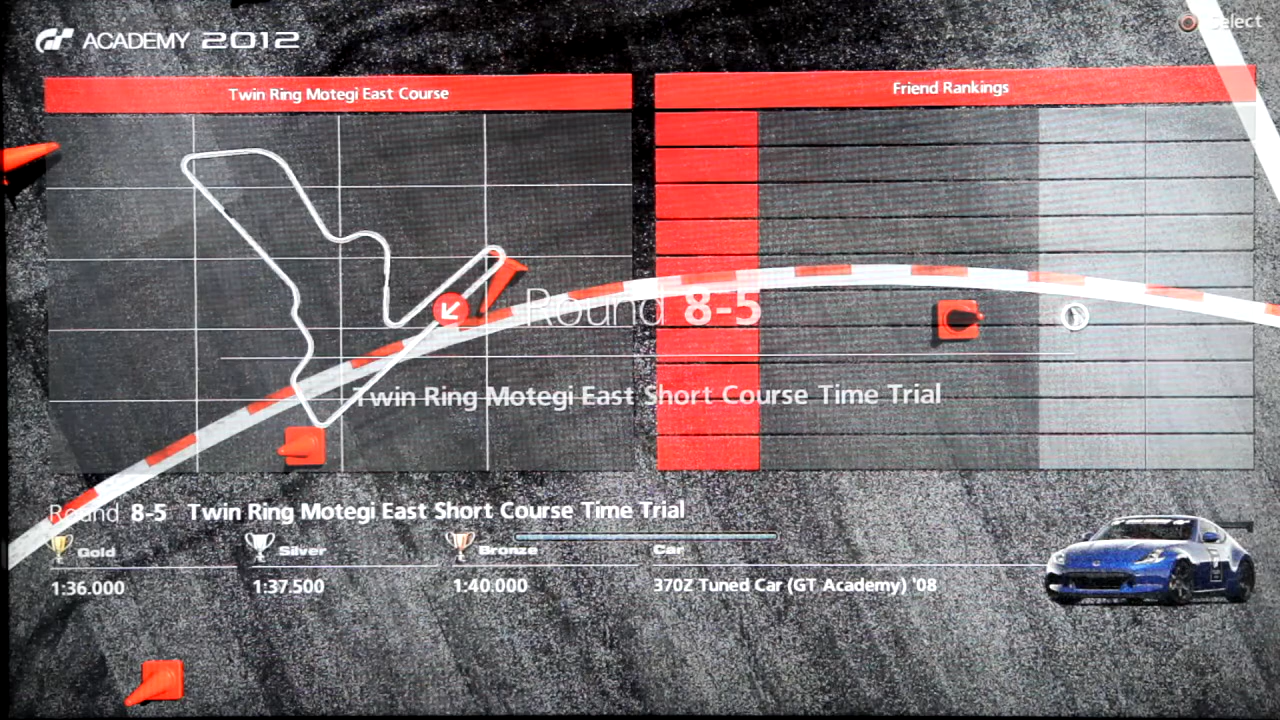 GT ACADEMY 2012
Select
Twin Ring Motegi East Course
Friend Rankings
Round 8-5
Twin Ring Motegi East Short Course Time Trial
Round 8-5 Twin Ring Motegi East Short Course Time Trial
Gold Silver Bronze Car
1:36.000 1:37.500 1:40.000 370Z Tuned Car (GT Academy) '08